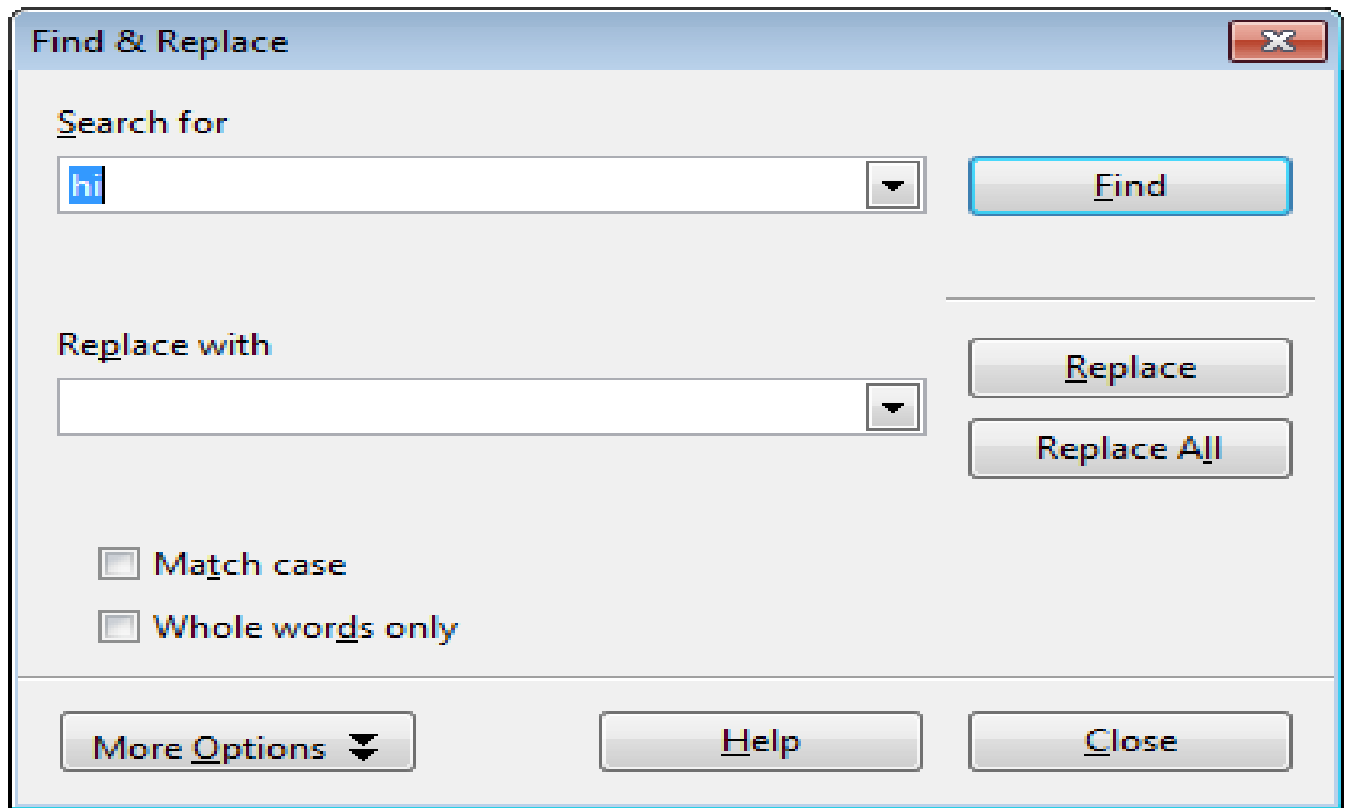 Find & Replace
Search for
hi
Find
Replace with
Replace
Replace All
Match case
Whole words only
More Options
Help
Close